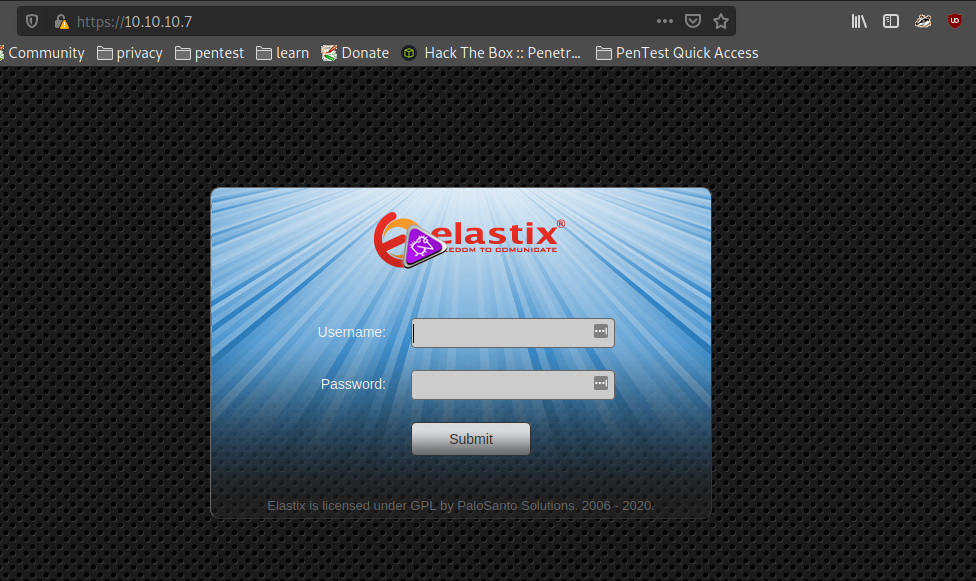 https://10.10.10.7
Community privacy pentest learn Donate Hack The Box :: Penetr... PenTest Quick Access
elastix®
EDOM TO COMUNICATE
Username:
Password:
Submit
Elastix is licensed under GPL by PaloSanto Solutions. 2006 - 2020.